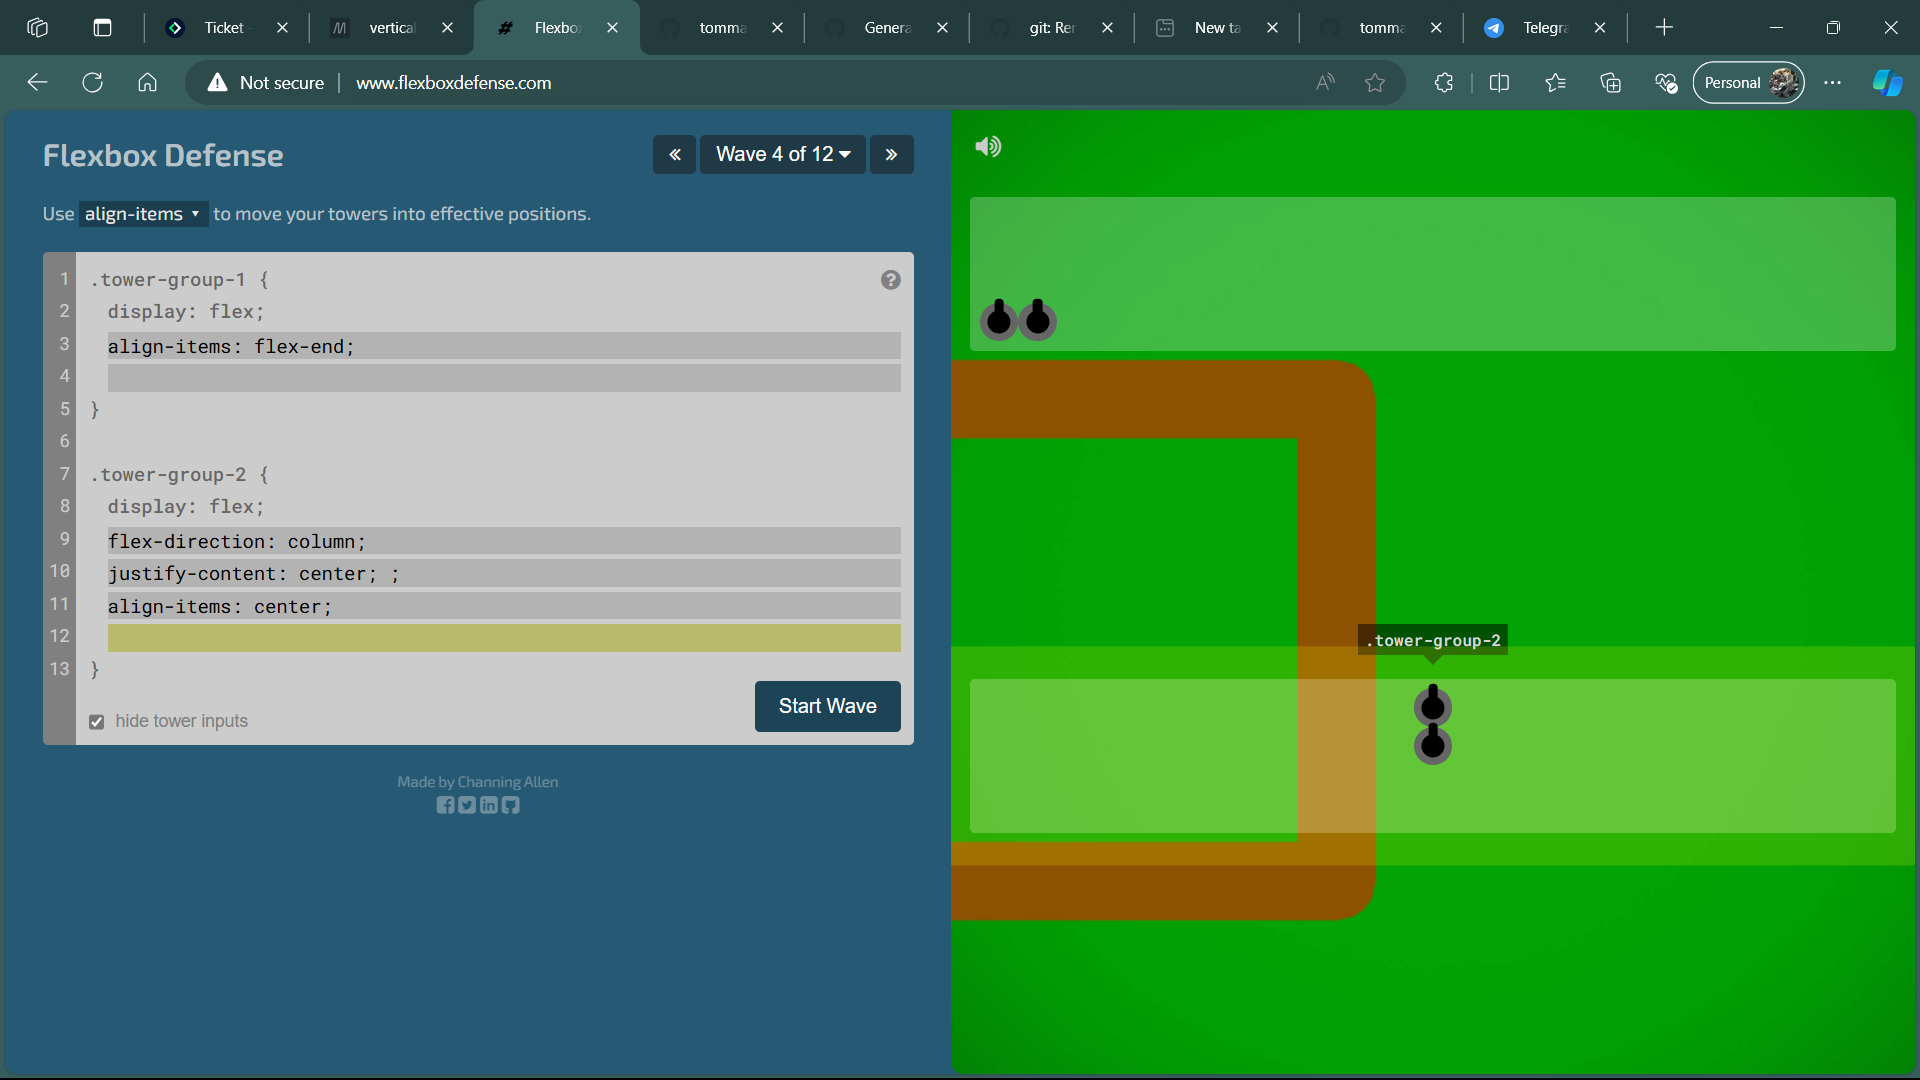 Ticket
vertica
Flexbo
tomma
Genera
git: Rer
New ta
tomma
Telegra
Not secure
www.flexboxdefense.com
Personal
Flexbox Defense
« Wave 4 of 12 »
Use align-items to move your towers into effective positions.
1 .tower-group-1 {
2 display: flex;
3 align-items: flex-end;
4
5 }
6
7 .tower-group-2 {
8 display: flex;
9 flex-direction: column;
10 justify-content: center; ;
11 align-items: center;
12
13 }
hide tower inputs
Start Wave
Made by Channing Allen
.tower-group-2